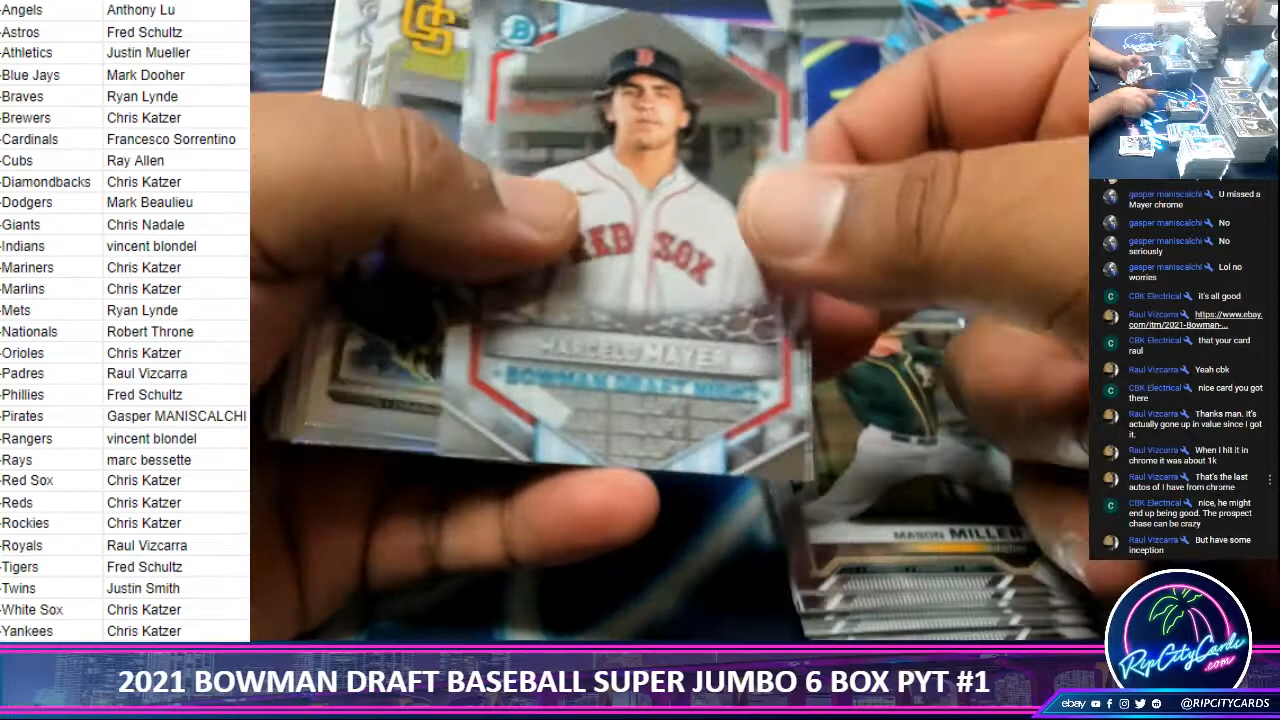 -Angels Anthony Lu
-Astros Fred Schultz
-Athletics Justin Mueller
-Blue Jays Mark Dooher
-Braves Ryan Lynde
-Brewers Chris Katzer
-Cardinals Francesco Sorrentino
-Cubs Ray Allen
-Diamondbacks Chris Katzer
-Dodgers Mark Beaulieu
-Giants Chris Nadale
-Indians vincent blondel
-Mariners Chris Katzer
-Marlins Chris Katzer
-Mets Ryan Lynde
-Nationals Robert Throne
-Orioles Chris Katzer
-Padres Raul Vizcarra
-Phillies Fred Schultz
-Pirates Gasper MANISCALCHI
-Rangers vincent blondel
-Rays marc bessette
-Red Sox Chris Katzer
-Reds Chris Katzer
-Rockies Chris Katzer
-Royals Raul Vizcarra
-Tigers Fred Schultz
-Twins Justin Smith
-White Sox Chris Katzer
-Yankees Chris Katzer
SD
B
B
RED SOX
MARCELO MAYER
BOWMAN DRAFT NIGHT
MASON MILLER
gasper maniscalchi U missed a
Mayer chrome
gasper maniscalchi No
gasper maniscalchi No
seriously
gasper maniscalchi Lol no
worries
C CBK Electrical it's all good
Raul Vizcarra https://www.ebay.
com/itm/2021-Bowman-...
C CBK Electrical that your card
raul
Raul Vizcarra Yeah cbk
C CBK Electrical nice card you got
there
Raul Vizcarra Thanks man. it's
actually gone up in value since I got
it.
Raul Vizcarra When I hit it in
chrome it was about 1k
Raul Vizcarra That's the last
autos of I have from chrome
C CBK Electrical nice, he might
end up being good. The prospect
chase can be crazy
Raul Vizcarra But have some
inception
RipCityCards
.com
2021 BOWMAN DRAFT BASEBALL SUPER JUMBO 6 BOX PYT #1
ebay @RIPCITYCARDS